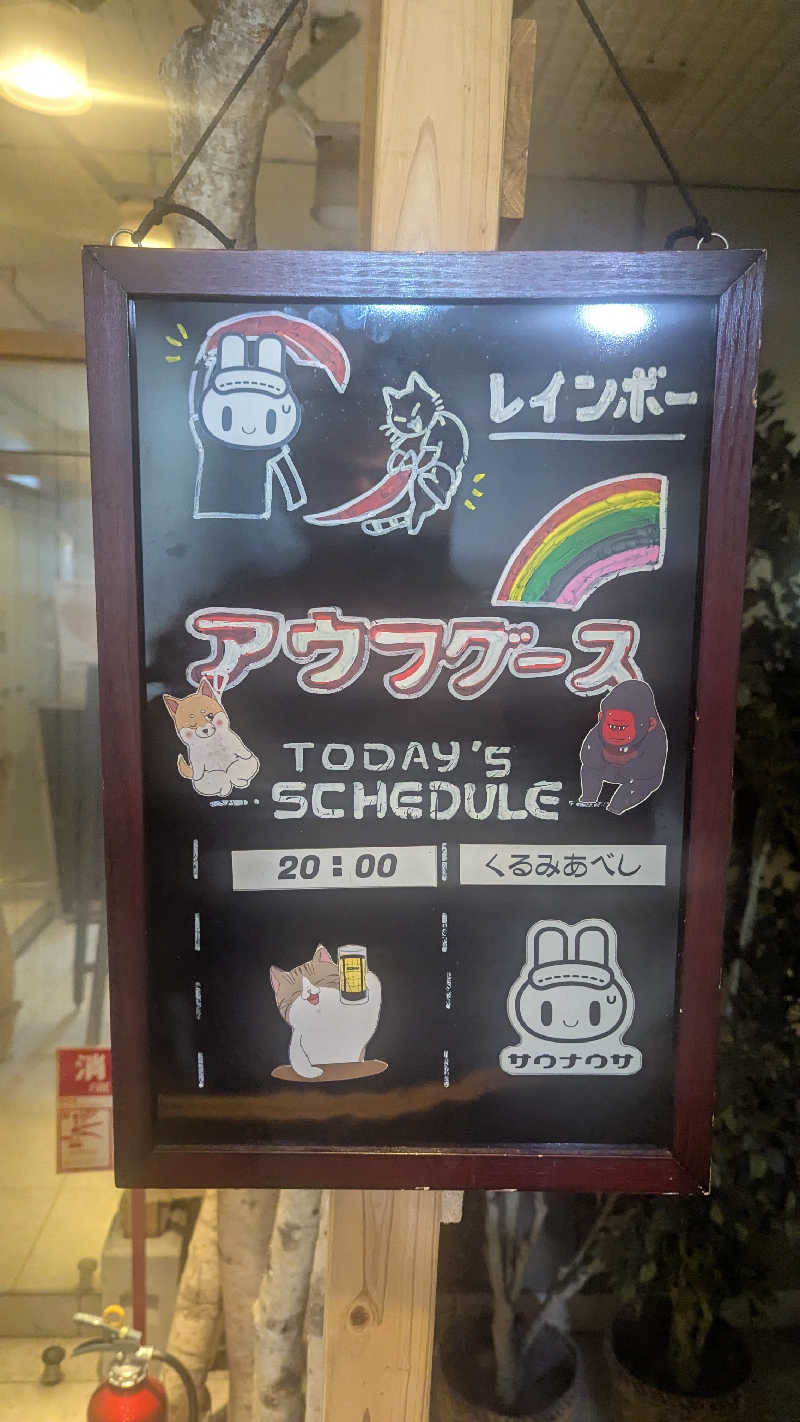 レインボー
アウフグース
TODAY'S
SCHEDULE
20:00
くるみあべし
サウナウサ
消